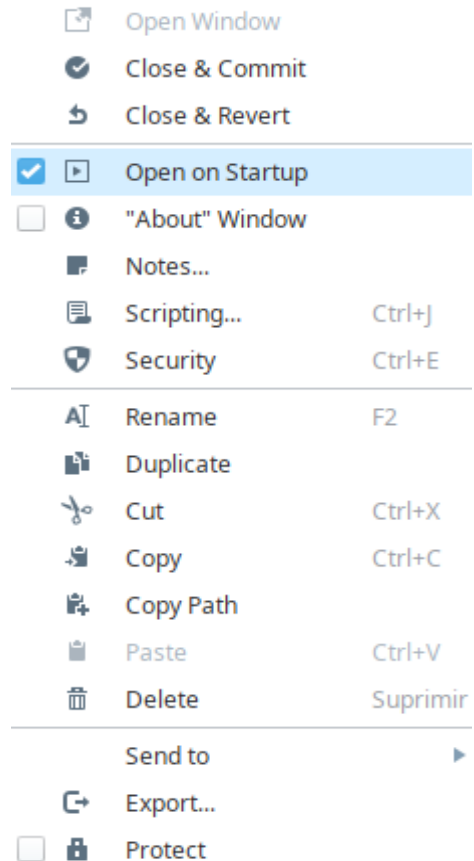 Open Window
Close & Commit
Close & Revert
Open on Startup
"About" Window
Notes...
Scripting... Ctrl+J
Security Ctrl+E
Rename F2
Duplicate
Cut Ctrl+X
Copy Ctrl+C
Copy Path
Paste Ctrl+V
Delete Suprimir
Send to
Export...
Protect